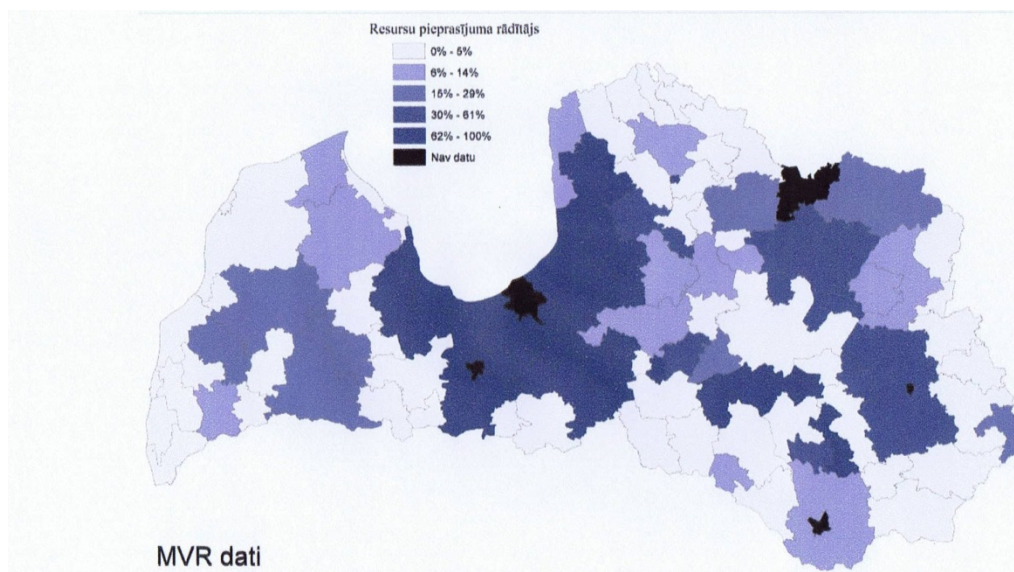 Resursu pieprasījuma rādītājs
0% - 5%
6% - 14%
15% - 29%
30% - 61%
62% - 100%
Nav datu
MVR dati